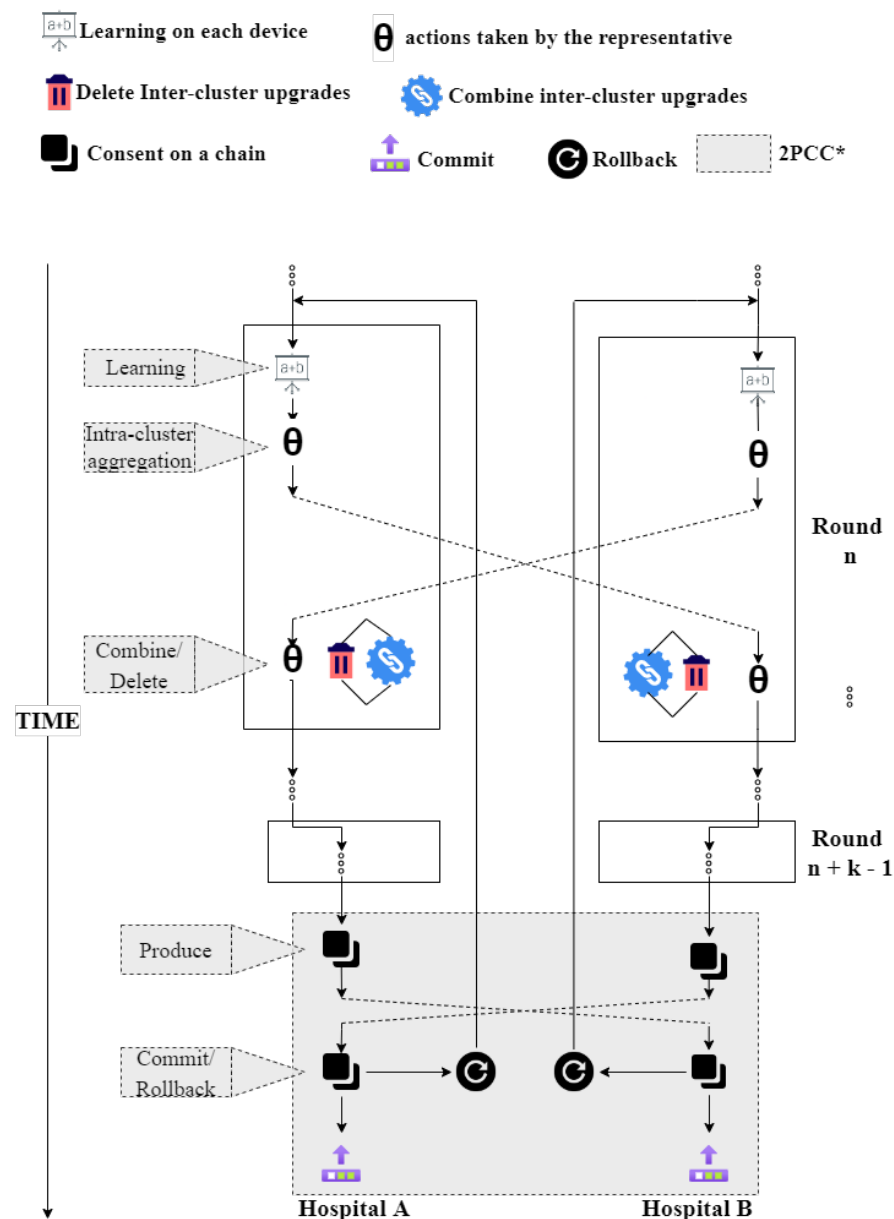 a+b Learning on each device
θ actions taken by the representative
Delete Inter-cluster upgrades
Combine inter-cluster upgrades
Consent on a chain
Commit
Rollback
2PCC*
Learning
a+b
a+b
Intra-cluster
aggregation
θ
θ
Round
n
Combine/
Delete
θ
θ
TIME
Round
n + k - 1
Produce
Commit/
Rollback
Hospital A
Hospital B